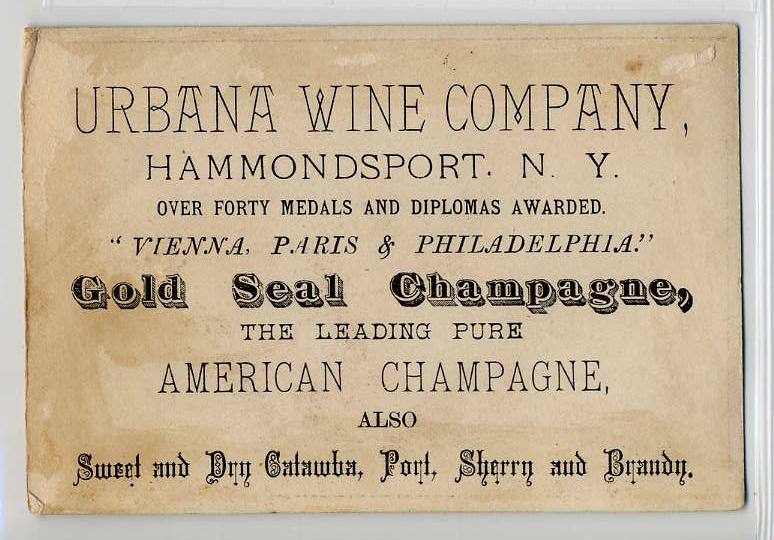 URBANA WINE COMPANY,
HAMMONDSPORT. N. Y.
OVER FORTY MEDALS AND DIPLOMAS AWARDED.
"VIENNA, PARIS & PHILADELPHIA."
Gold Seal Champagne,
THE LEADING PURE
AMERICAN CHAMPAGNE,
ALSO
Sweet and Dry Catawba, Port, Sherry and Brandy.